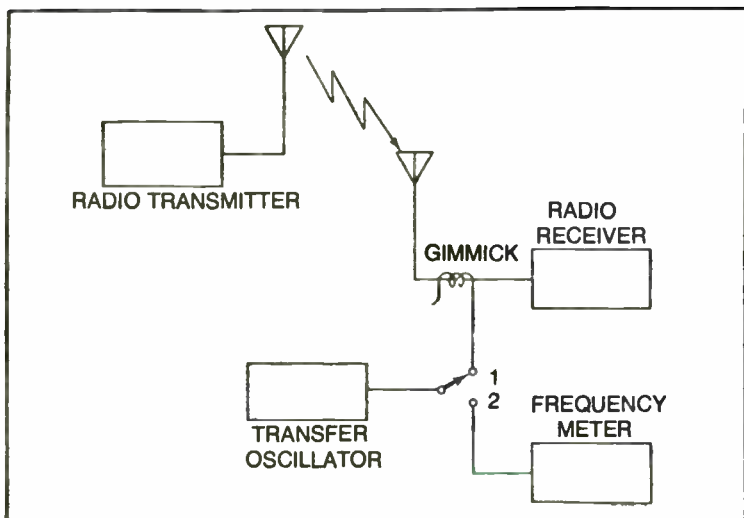 RADIO TRANSMITTER
RADIO
RECEIVER
GIMMICK
1
2
TRANSFER
OSCILLATOR
FREQUENCY
METER